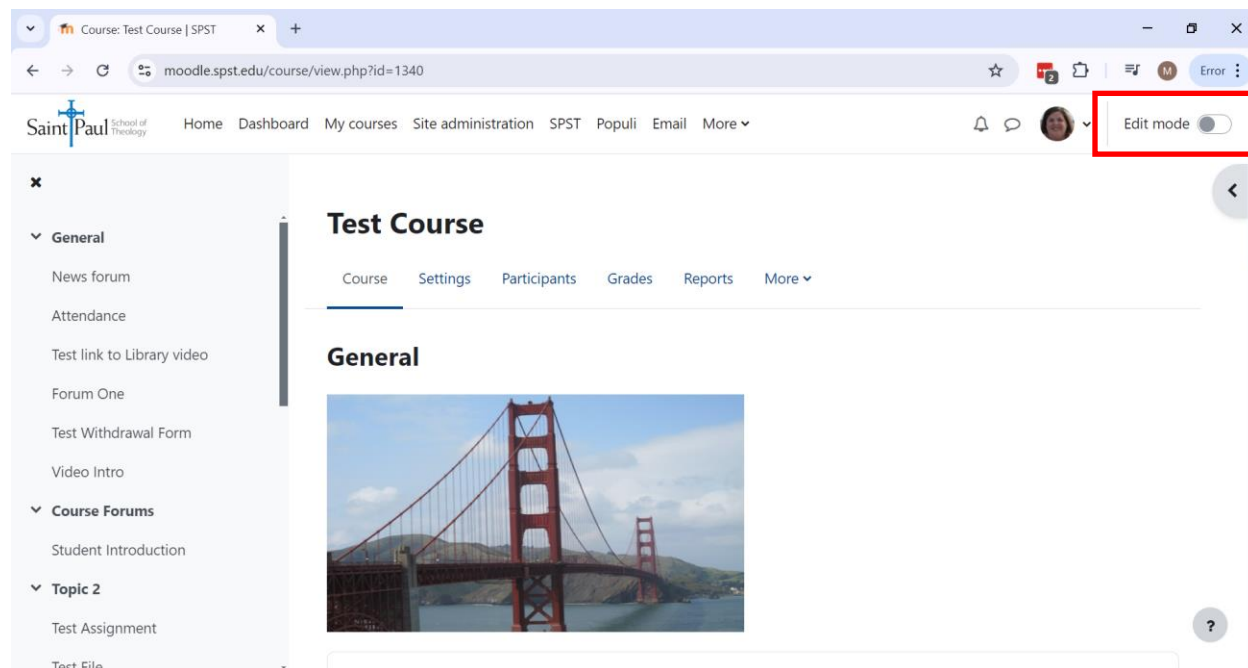 Course: Test Course | SPST
moodle.spst.edu/course/view.php?id=1340
2
M
Error
Saint Paul School of Theology
Home Dashboard My courses Site administration SPST Populi Email More
Edit mode
General
News forum
Attendance
Test link to Library video
Forum One
Test Withdrawal Form
Video Intro
Course Forums
Student Introduction
Topic 2
Test Assignment
Test File
Test Course
Course Settings Participants Grades Reports More
General
?